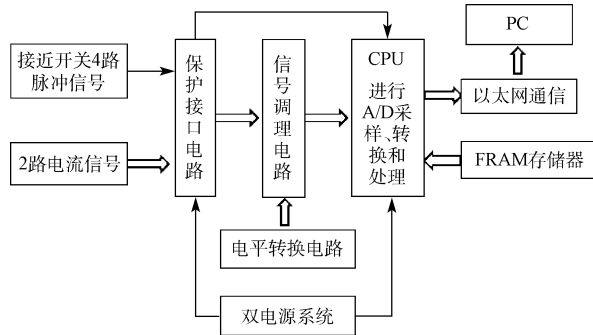 接近开关4路
脉冲信号
2路电流信号
保护接口电路
信号调理电路
电平转换电路
双电源系统
CPU
进行
A/D采
样、转
换和
处理
PC
以太网通信
FRAM存储器